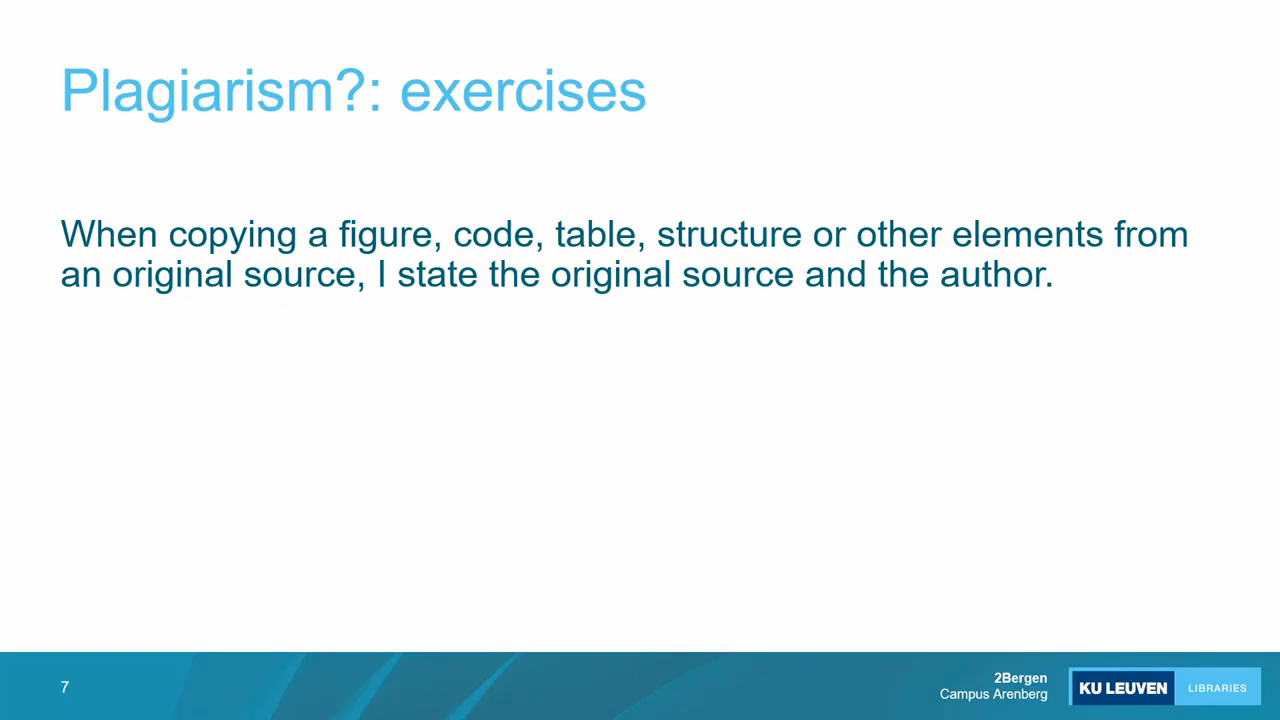 Plagiarism?: exercises
When copying a figure, code, table, structure or other elements from
an original source, I state the original source and the author.
7
2Bergen
Campus Arenberg
KU LEUVEN
LIBRARIES